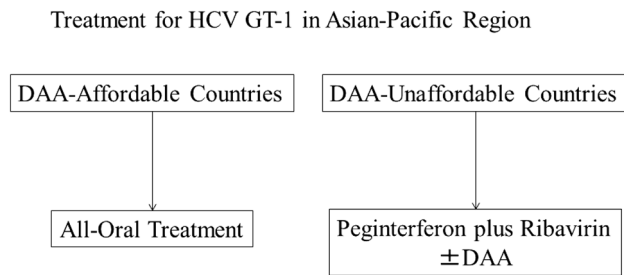 Treatment for HCV GT-1 in Asian-Pacific Region
DAA-Affordable Countries
DAA-Unaffordable Countries
All-Oral Treatment
Peginterferon plus Ribavirin
±DAA